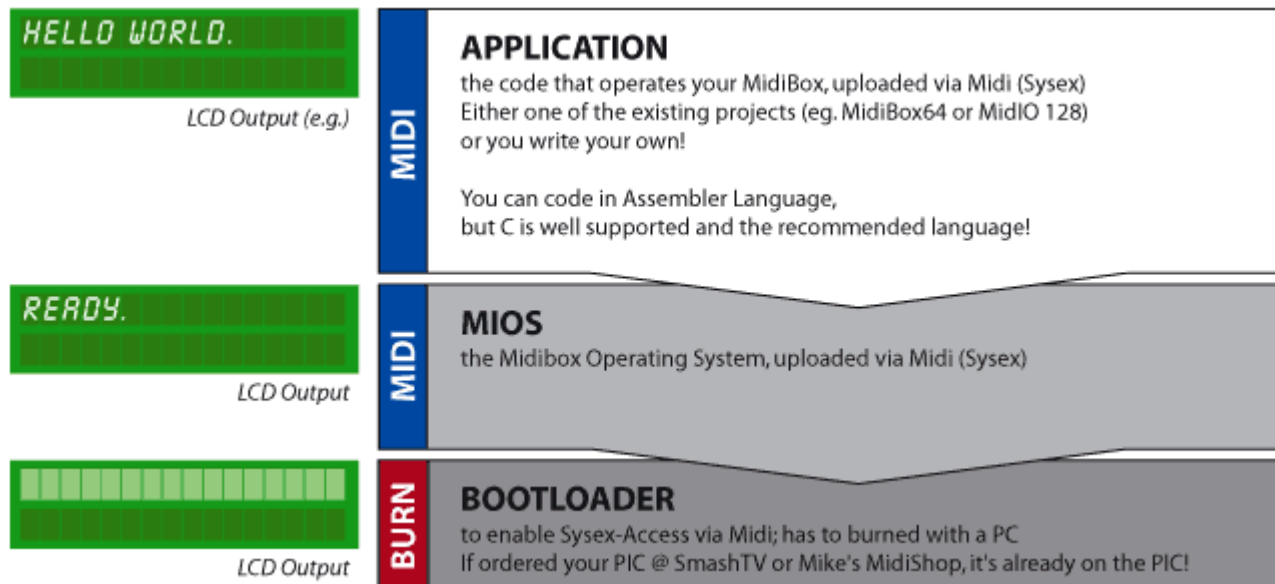 HELLO WORLD.
LCD Output (e.g.)
MIDI
APPLICATION
the code that operates your MidiBox, uploaded via Midi (Sysex)
Either one of the existing projects (eg. MidiBox64 or MidIO 128)
or you write your own!
You can code in Assembler Language,
but C is well supported and the recommended language!
READY.
LCD Output
MIDI
MIOS
the Midibox Operating System, uploaded via Midi (Sysex)
LCD Output
BURN
BOOTLOADER
to enable Sysex-Access via Midi; has to burned with a PC
If ordered your PIC @ SmashTV or Mike's MidiShop, it's already on the PIC!